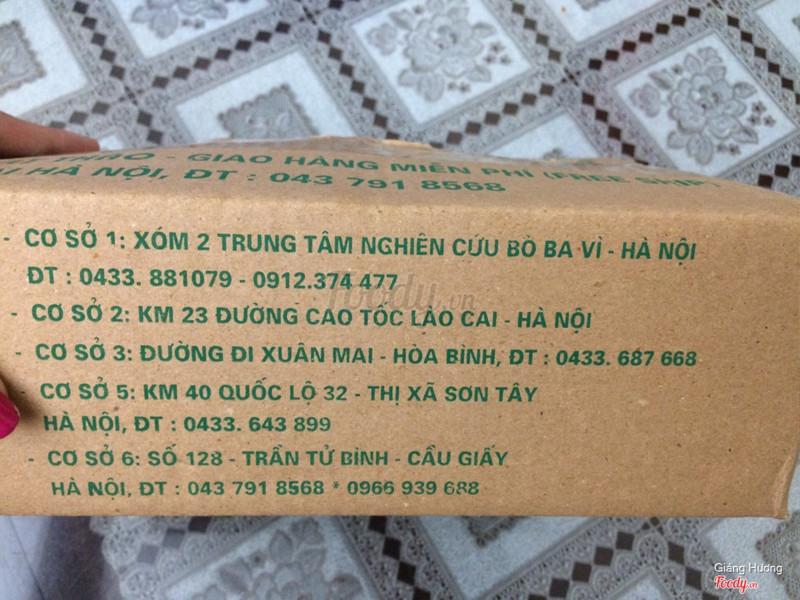 THẢO - GIAO HÀNG MIỄN PHÍ (FREE SHIP)
HÀ NỘI, ĐT : 043 791 8568
- CƠ SỞ 1: XÓM 2 TRUNG TÂM NGHIÊN CỨU BÒ BA VÌ - HÀ NỘI
ĐT : 0433. 881079 - 0912.374 477
- CƠ SỞ 2: KM 23 ĐƯỜNG CAO TỐC LÀO CAI - HÀ NỘI
- CƠ SỞ 3: ĐƯỜNG ĐI XUÂN MAI - HÒA BÌNH, ĐT : 0433. 687 668
CƠ SỞ 5: KM 40 QUỐC LỘ 32 - THỊ XÃ SƠN TÂY
HÀ NỘI, ĐT : 0433. 643 899
- CƠ SỞ 6: SỐ 128 - TRẦN TỬ BÌNH - CẦU GIẤY
HÀ NỘI, ĐT : 043 791 8568 * 0966 939 688
Foody.vn
Giáng Hương
Foody.vn